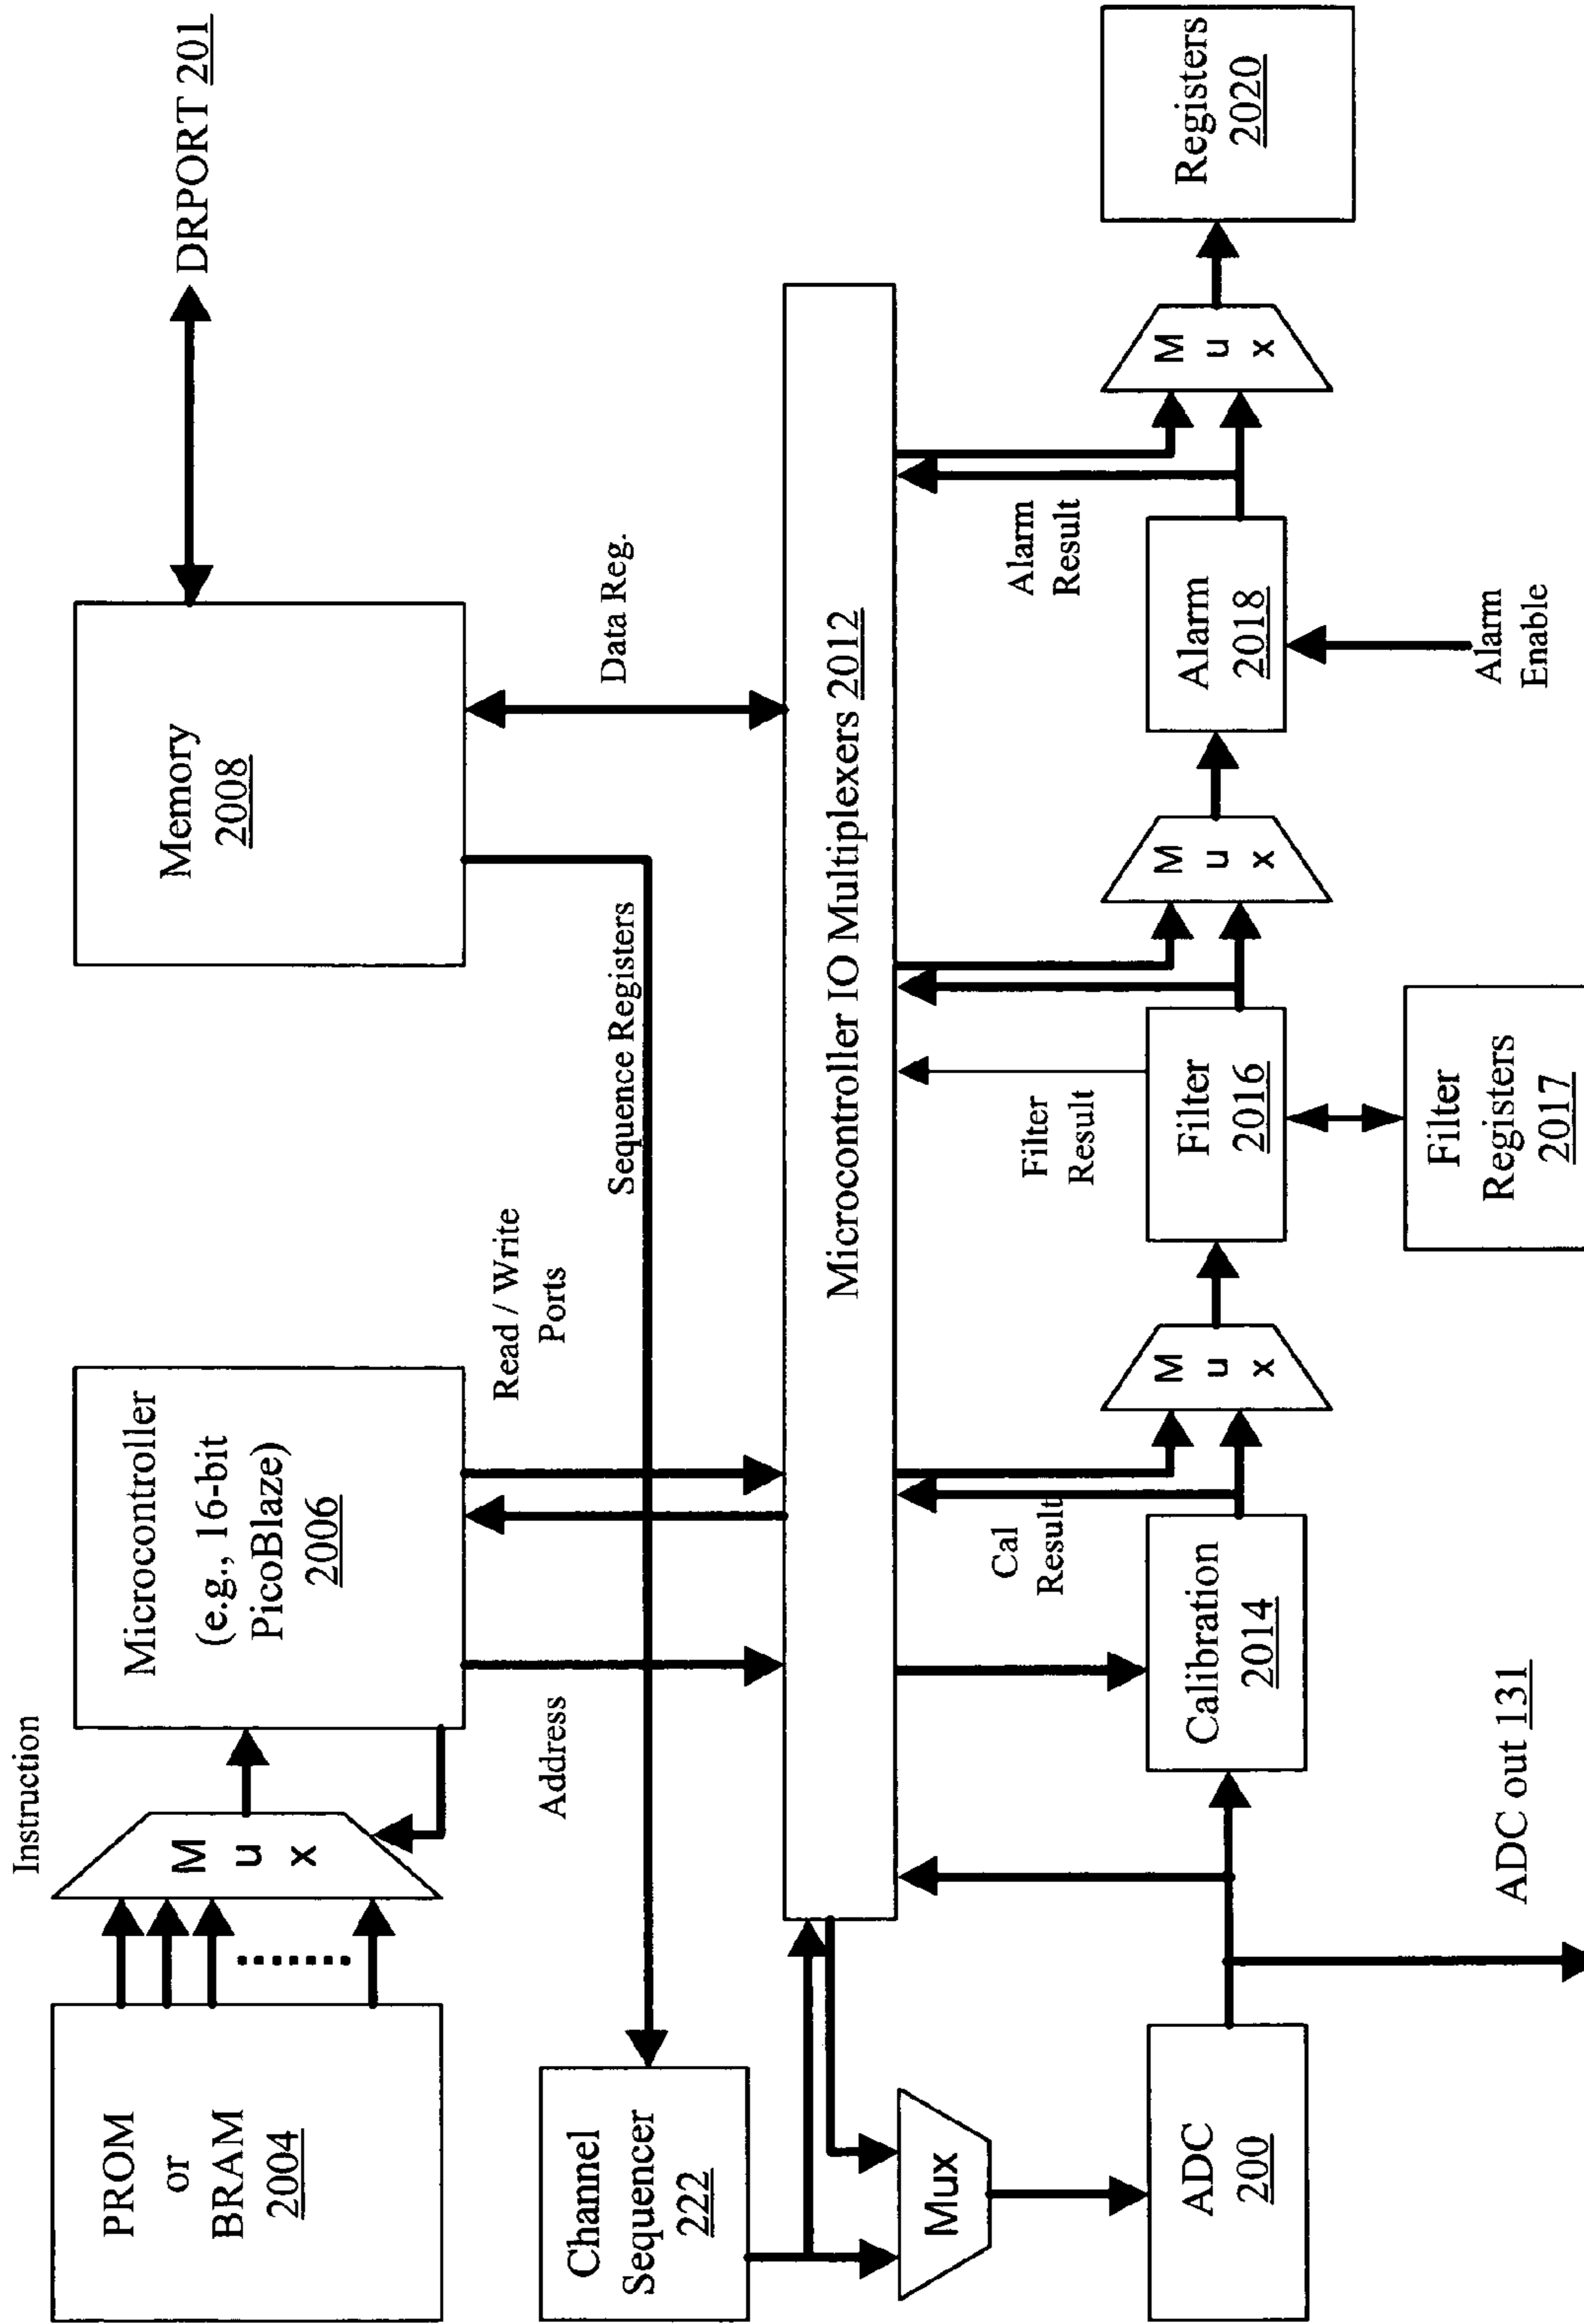 Instruction
PROM
or
BRAM
2004
M
u
x
Microcontroller
(e.g., 16-bit
PicoBlaze)
2006
Memory
2008
DRPORT 201
Address
Read / Write
Ports
Sequence Registers
Data Reg.
Channel
Sequencer
222
Microcontroller IO Multiplexers 2012
Mux
Cal
Result
Filter
Result
Alarm
Result
ADC
200
Calibration
2014
M
u
x
Filter
2016
M
u
x
Alarm
2018
M
u
x
Registers
2020
ADC out 131
Filter
Registers
2017
Alarm
Enable